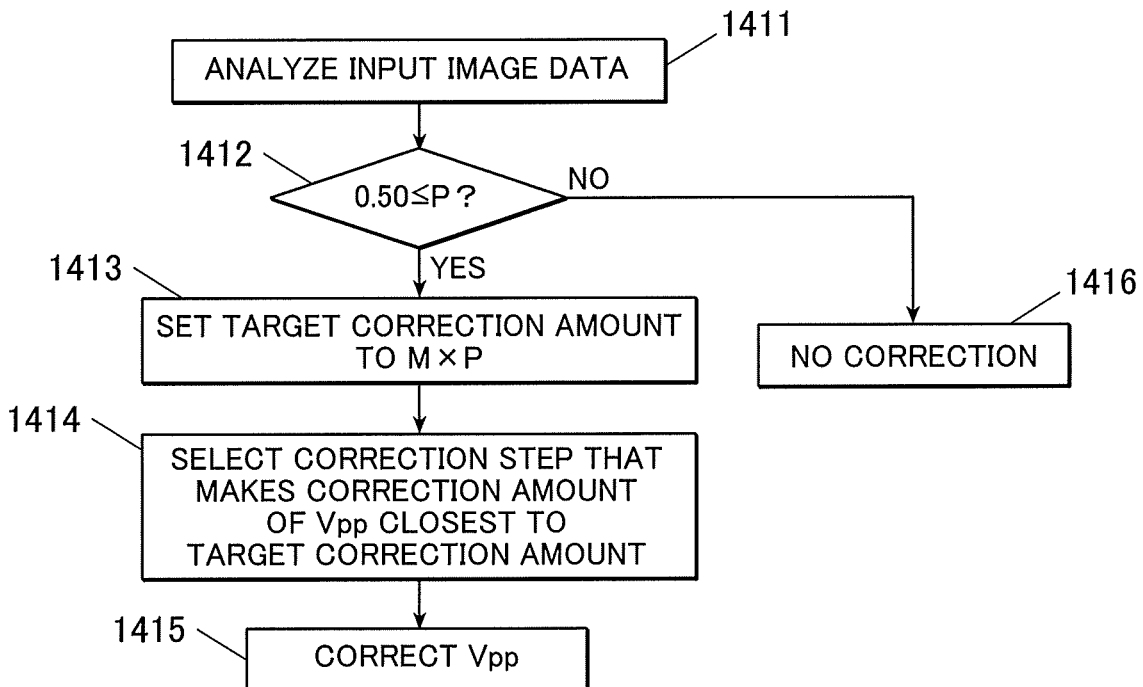 1411
ANALYZE INPUT IMAGE DATA
1412
0.50≦P?
NO
YES
1413
SET TARGET CORRECTION AMOUNT
TO M×P
1416
NO CORRECTION
1414
SELECT CORRECTION STEP THAT
MAKES CORRECTION AMOUNT
OF Vpp CLOSEST TO
TARGET CORRECTION AMOUNT
1415
CORRECT Vpp